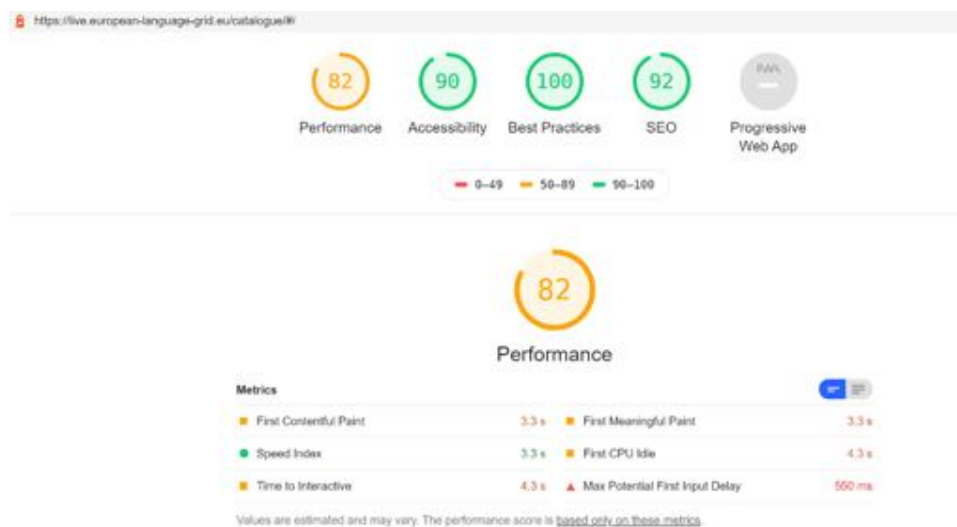 https://live.european-language-grid.eu/catalogue/#/
82
90
100
92
PWA
Performance
Accessibility
Best Practices
SEO
Progressive
Web App
0–49
50–89
90–100
82
Performance
Metrics
First Contentful Paint 3.3 s
First Meaningful Paint 3.3 s
Speed Index 3.3 s
First CPU Idle 4.3 s
Time to Interactive 4.3 s
Max Potential First Input Delay 550 ms
Values are estimated and may vary. The performance score is based only on these metrics.